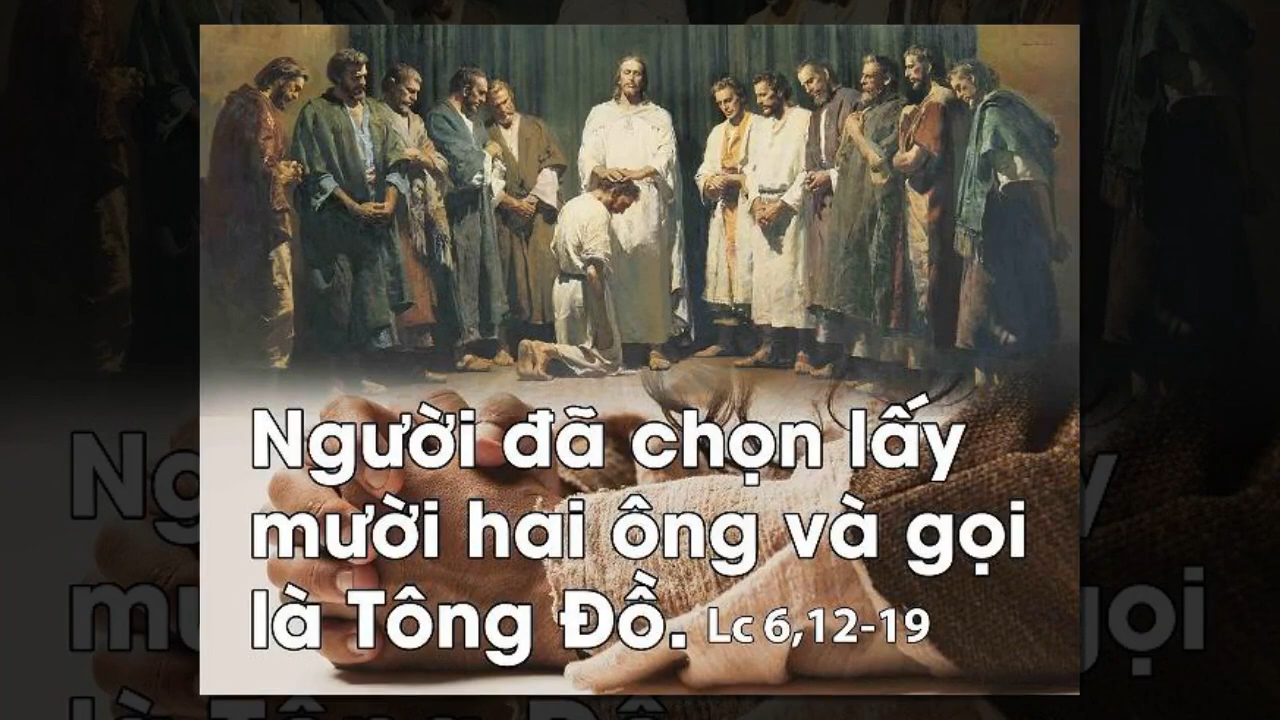 Người đã chọn lấy
mười hai ông và gọi
là Tông Đồ. Lc 6,12-19